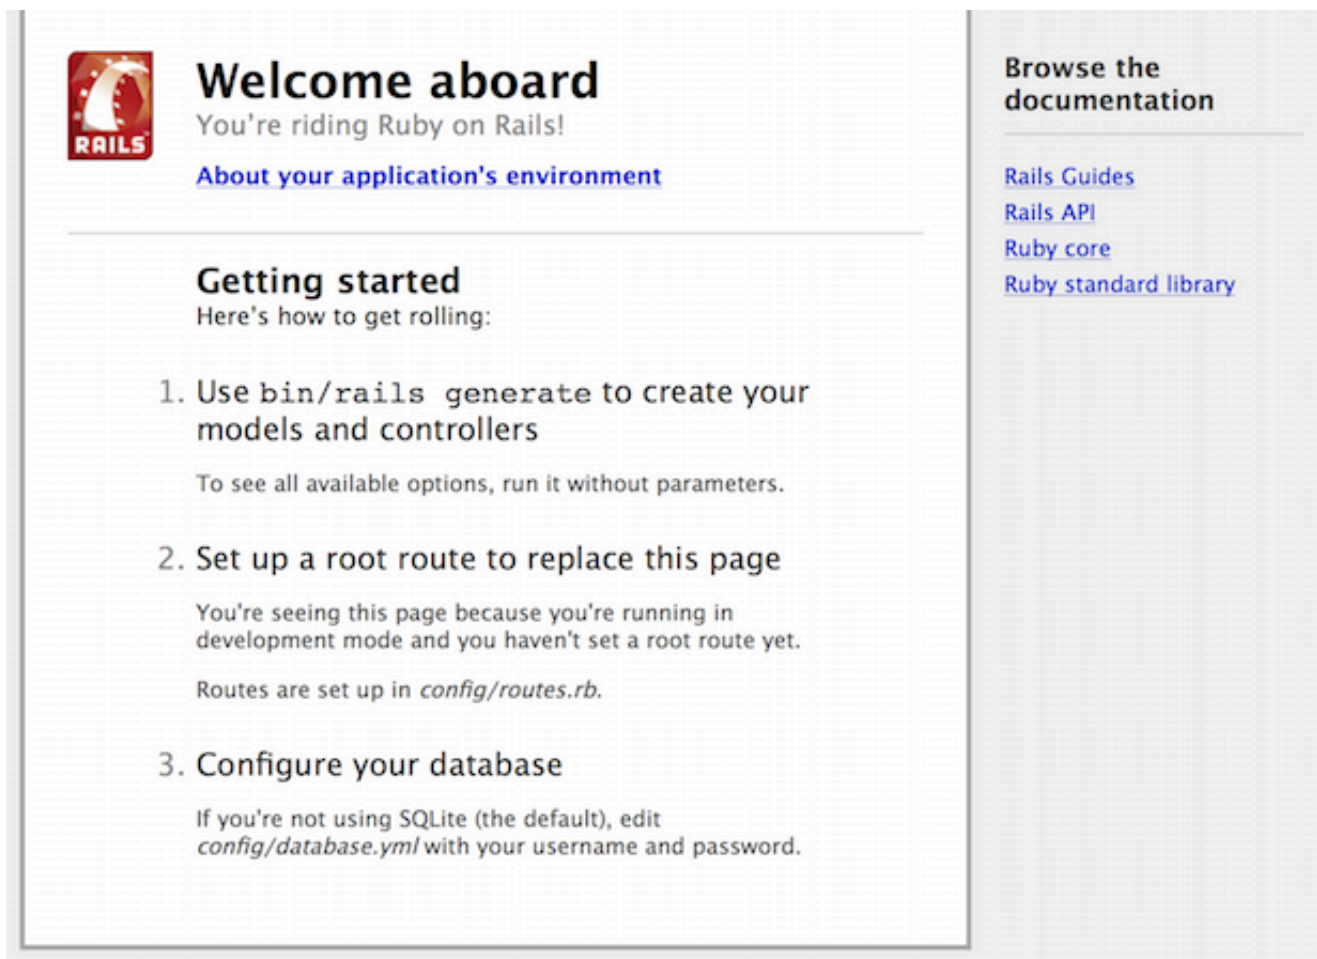 RAILS
Welcome aboard
You're riding Ruby on Rails!
About your application's environment
Getting started
Here's how to get rolling:
1. Use bin/rails generate to create your
models and controllers
To see all available options, run it without parameters.
2. Set up a root route to replace this page
You're seeing this page because you're running in
development mode and you haven't set a root route yet.
Routes are set up in config/routes.rb.
3. Configure your database
If you're not using SQLite (the default), edit
config/database.yml with your username and password.
Browse the
documentation
Rails Guides
Rails API
Ruby core
Ruby standard library